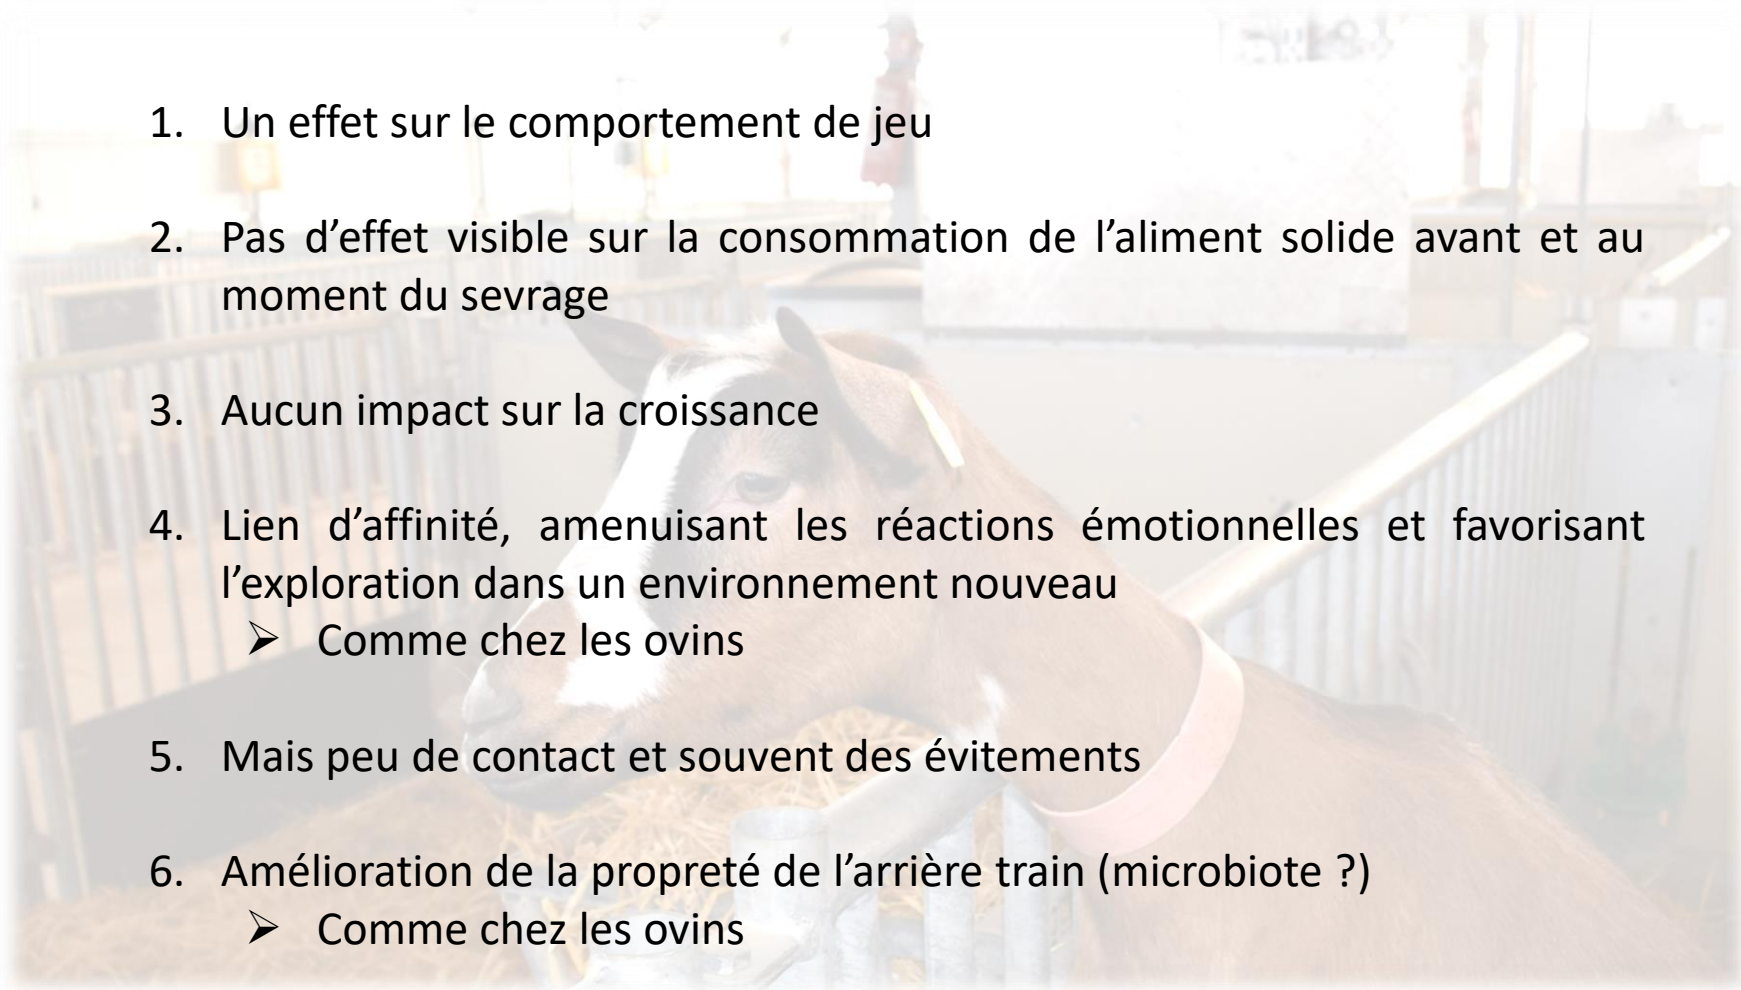 1. Un effet sur le comportement de jeu
2. Pas d’effet visible sur la consommation de l’aliment solide avant et au
moment du sevrage
3. Aucun impact sur la croissance
4. Lien d’affinité, amenuisant les réactions émotionnelles et favorisant
l’exploration dans un environnement nouveau
➢ Comme chez les ovins
5. Mais peu de contact et souvent des évitements
6. Amélioration de la propreté de l’arrière train (microbiote ?)
➢ Comme chez les ovins